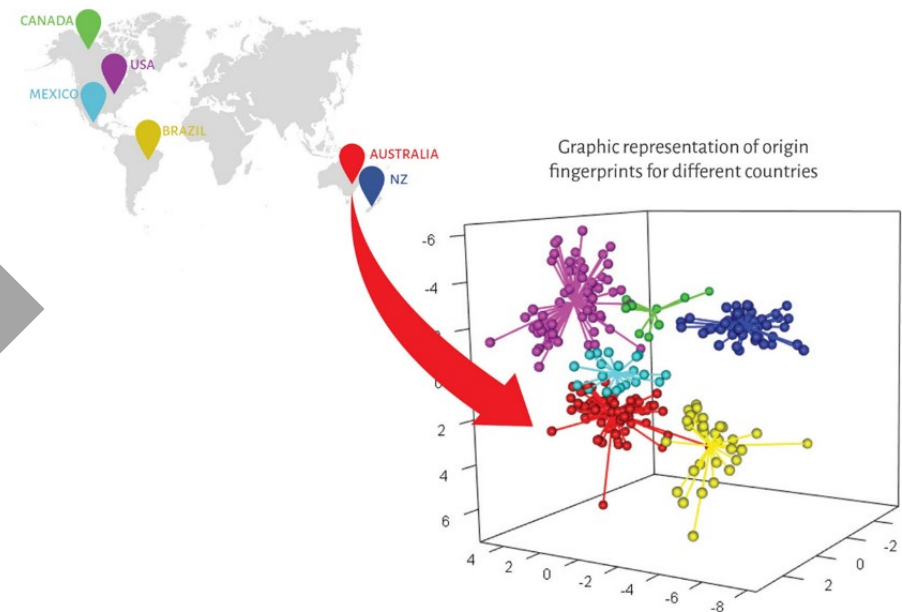 CANADA
USA
MEXICO
BRAZIL
AUSTRALIA
NZ
Graphic representation of origin
fingerprints for different countries
-6
-4
0
2
4
6
4
2
0
-2
-4
-6
-8
2
0
-2